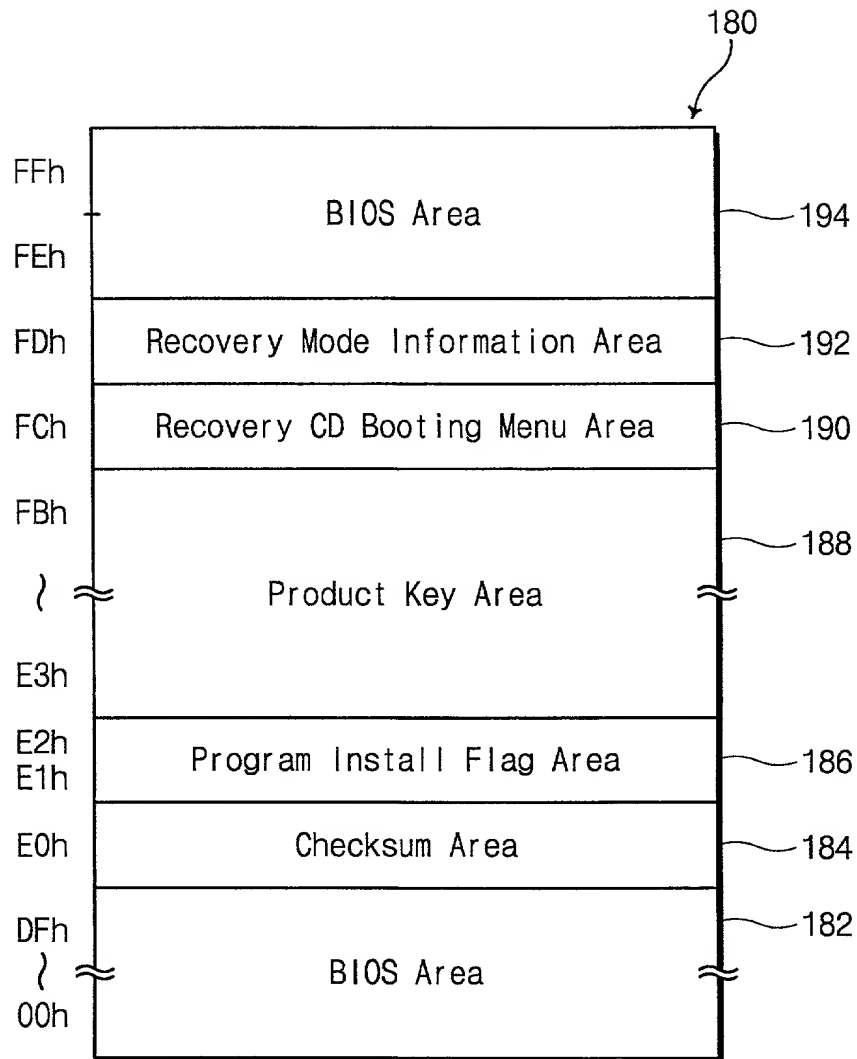 180
FFh
BIOS Area
194
FEh
FDh Recovery Mode Information Area 192
FCh Recovery CD Booting Menu Area 190
FBh
188
~ Product Key Area
E3h
E2h
Program Install Flag Area 186
E1h
E0h Checksum Area 184
DFh 182
~ BIOS Area
00h